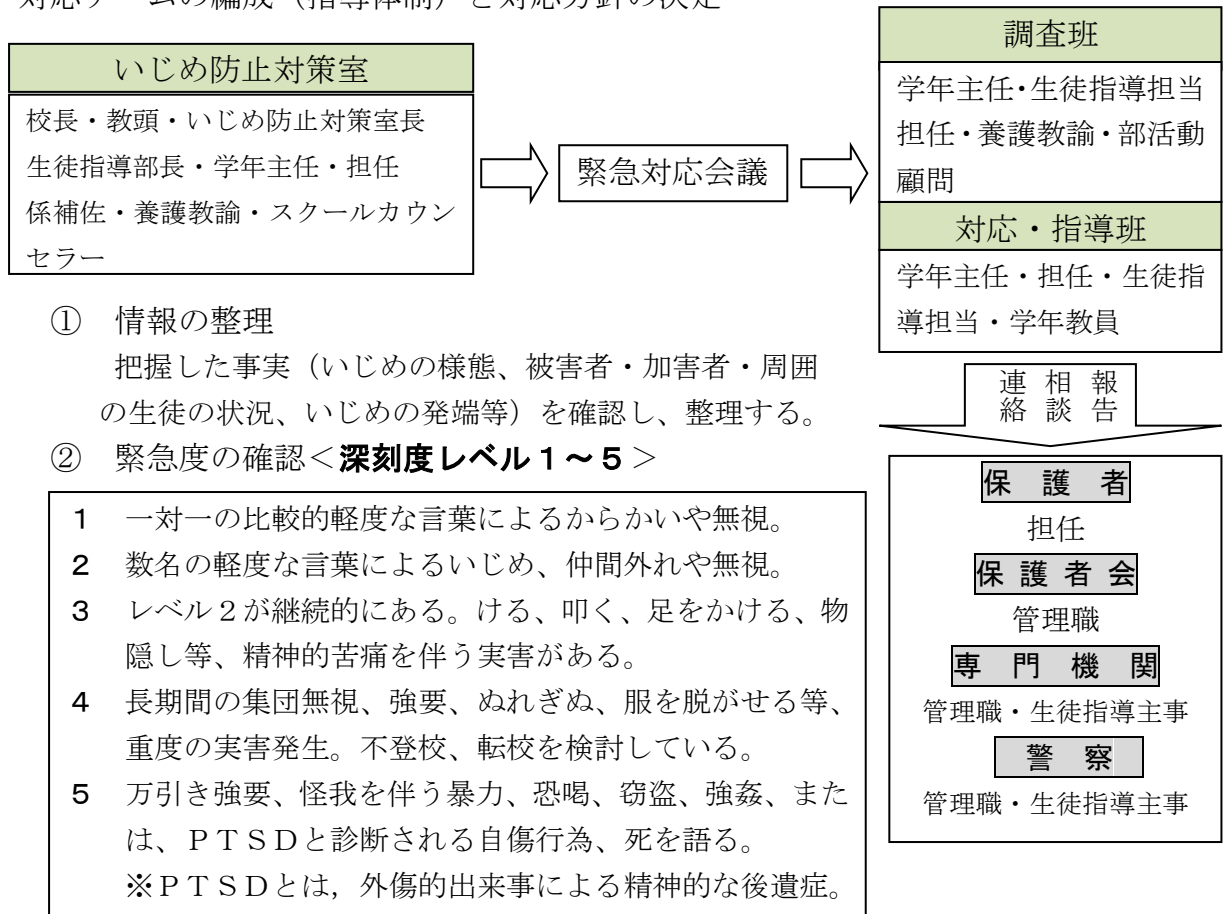 対応チームの編成（指導体制）と対応方針の決定
いじめ防止対策室
校長・教頭・いじめ防止対策室長
生徒指導部長・学年主任・担任
係補佐・養護教諭・スクールカウン
セラー
緊急対応会議
調査班
学年主任・生徒指導担当
担任・養護教諭・部活動
顧問
対応・指導班
学年主任・担任・生徒指
導担当・学年教員
① 情報の整理
把握した事実（いじめの様態、被害者・加害者・周囲
の生徒の状況、いじめの発端等）を確認し、整理する。
② 緊急度の確認＜深刻度レベル１～５＞
１ 一対一の比較的軽度な言葉によるからかいや無視。
２ 数名の軽度な言葉によるいじめ、仲間外れや無視。
３ レベル２が継続的にある。ける、叩く、足をかける、物
隠し等、精神的苦痛を伴う実害がある。
４ 長期間の集団無視、強要、ぬれぎぬ、服を脱がせる等、
重度の実害発生。不登校、転校を検討している。
５ 万引き強要、怪我を伴う暴力、恐喝、窃盗、強姦、また
は、ＰＴＳＤと診断される自傷行為、死を語る。
※ＰＴＳＤとは，外傷的出来事による精神的な後遺症。
報告
相談
連絡
保護者
担任
保護者会
管理職
専門機関
管理職・生徒指導主事
警察
管理職・生徒指導主事